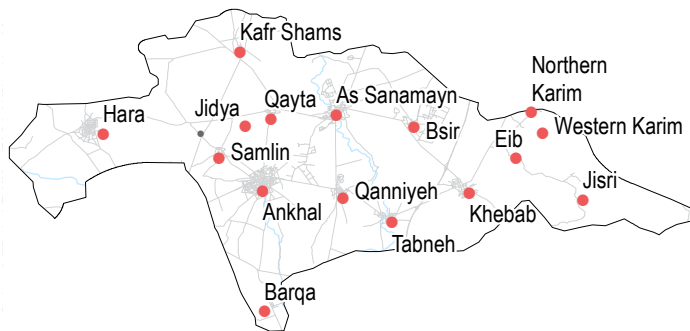 Kafr Shams
Northern
Karim
Hara
Jidya
Qayta
As Sanamayn
Bsir
Western Karim
Eib
Samlin
Jisri
Ankhal
Qanniyeh
Khebab
Tabneh
Barqa